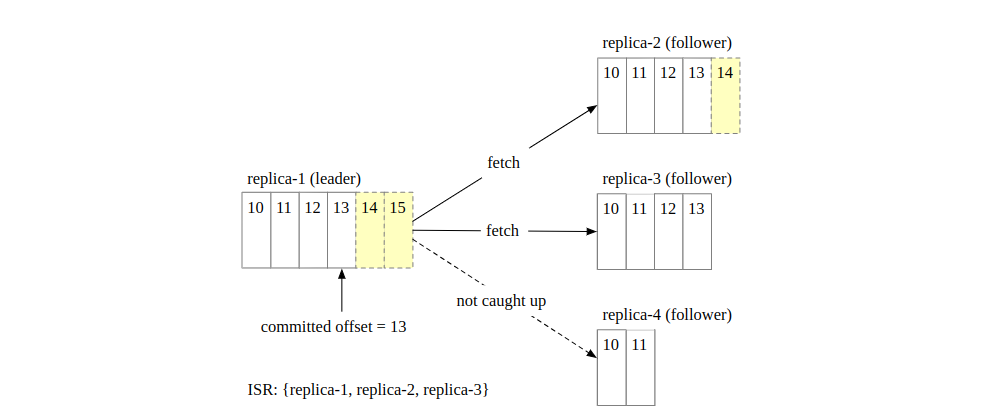 replica-2 (follower)
10 11 12 13 14
fetch
replica-1 (leader)
10 11 12 13 14 15
replica-3 (follower)
10 11 12 13
fetch
not caught up
committed offset = 13
replica-4 (follower)
10 11
ISR: {replica-1, replica-2, replica-3}